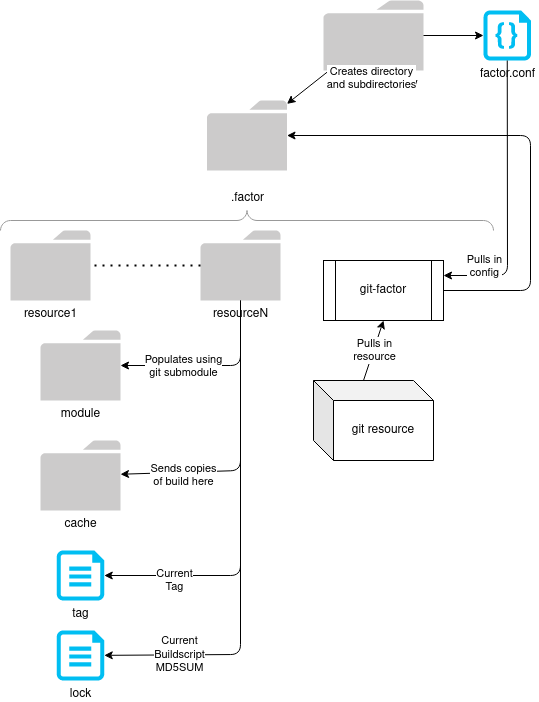 {}
factor.conf
Creates directory
and subdirectories'
.factor
resource1
resourceN
Pulls in
config
git-factor
Pulls in
resource
git resource
Populates using
git submodule
module
Sends copies
of build here
cache
Current
Tag
tag
Current
Buildscript
MD5SUM
lock